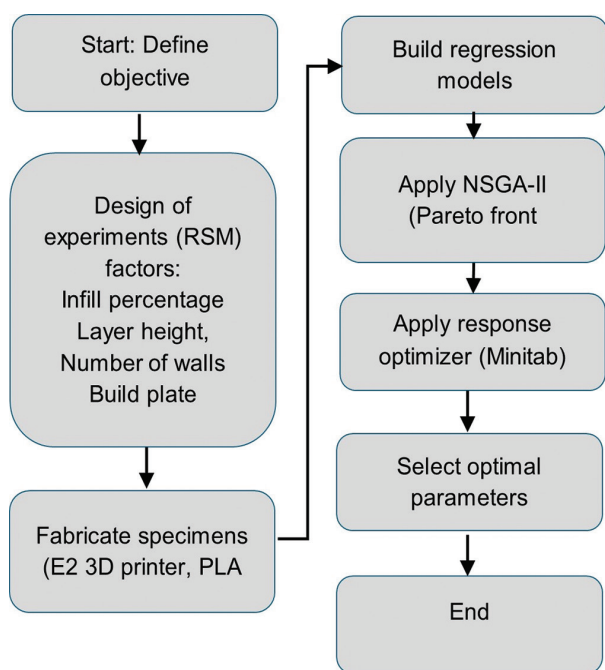 Start: Define
objective
Design of
experiments (RSM)
factors:
Infill percentage
Layer height,
Number of walls
Build plate
Fabricate specimens
(E2 3D printer, PLA
Build regression
models
Apply NSGA-II
(Pareto front
Apply response
optimizer (Minitab)
Select optimal
parameters
End